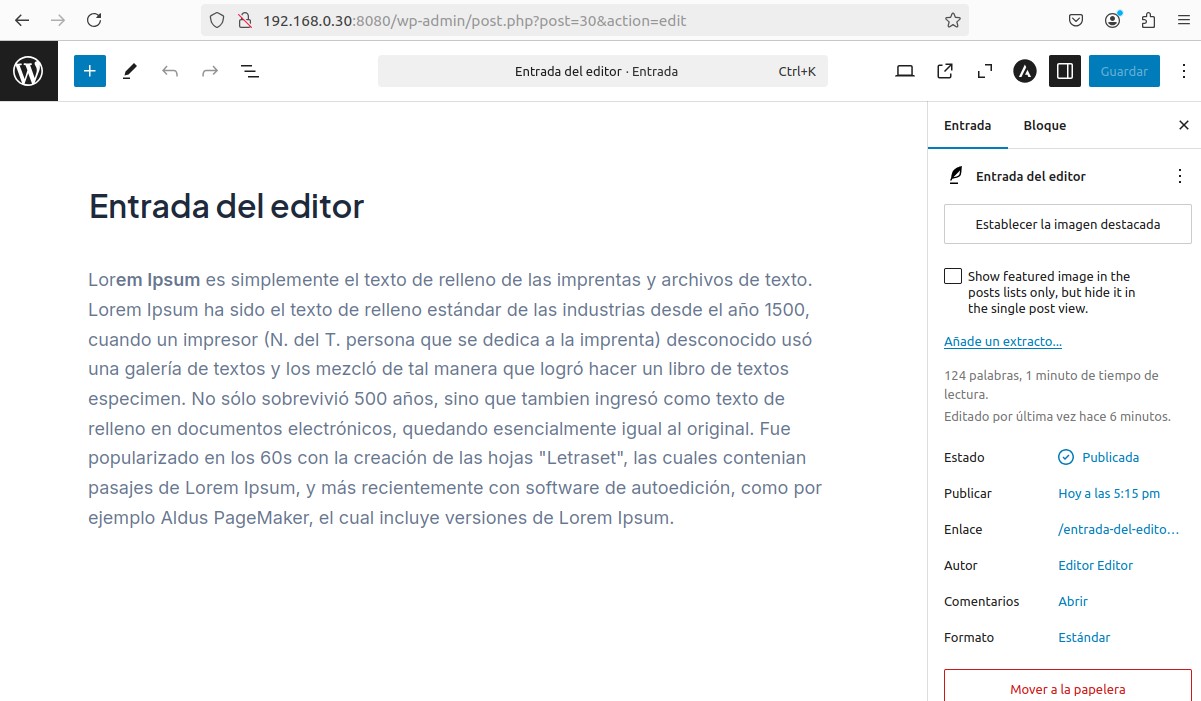 192.168.0.30:8080/wp-admin/post.php?post=30&action=edit
Entrada del editor · Entrada
Ctrl+K
Guardar
Entrada
Bloque
Entrada del editor
Establecer la imagen destacada
Show featured image in the
posts lists only, but hide it in
the single post view.
Añade un extracto...
124 palabras, 1 minuto de tiempo de
lectura.
Editado por última vez hace 6 minutos.
Estado
Publicada
Publicar
Hoy a las 5:15 pm
Enlace
/entrada-del-edito…
Autor
Editor Editor
Comentarios
Abrir
Formato
Estándar
Mover a la papelera
Entrada del editor
Lorem Ipsum es simplemente el texto de relleno de las imprentas y archivos de texto.
Lorem Ipsum ha sido el texto de relleno estándar de las industrias desde el año 1500,
cuando un impresor (N. del T. persona que se dedica a la imprenta) desconocido usó
una galería de textos y los mezcló de tal manera que logró hacer un libro de textos
especimen. No sólo sobrevivió 500 años, sino que tambien ingresó como texto de
relleno en documentos electrónicos, quedando esencialmente igual al original. Fue
popularizado en los 60s con la creación de las hojas "Letraset", las cuales contenian
pasajes de Lorem Ipsum, y más recientemente con software de autoedición, como por
ejemplo Aldus PageMaker, el cual incluye versiones de Lorem Ipsum.